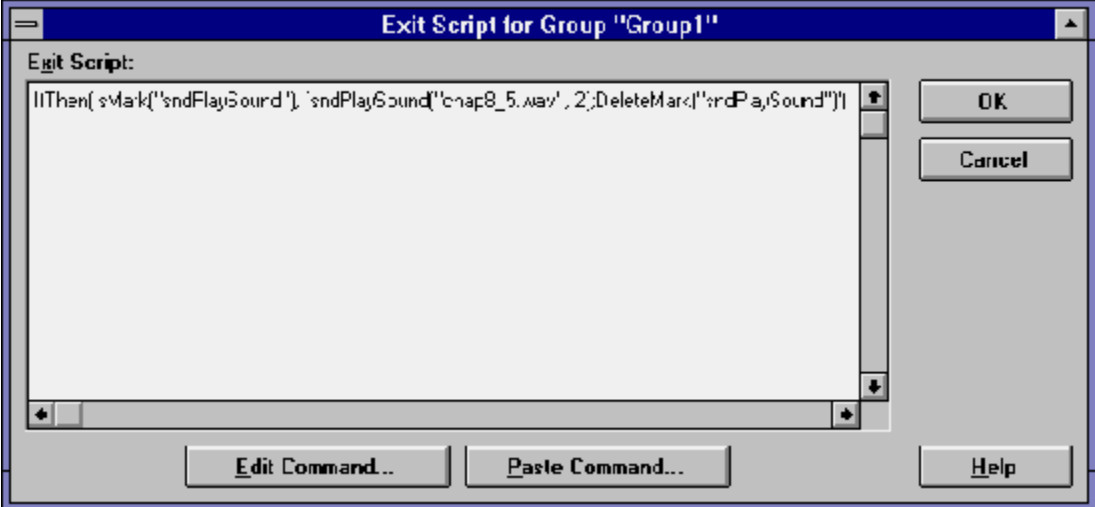 Exit Script for Group "Group1"
Exit Script:
IfThen(IsMark("sndPlaySound"), `sndPlaySound("chap8_5.wav", 2);DeleteMark("sndPlaySound")')
OK
Cancel
Edit Command...
Paste Command...
Help